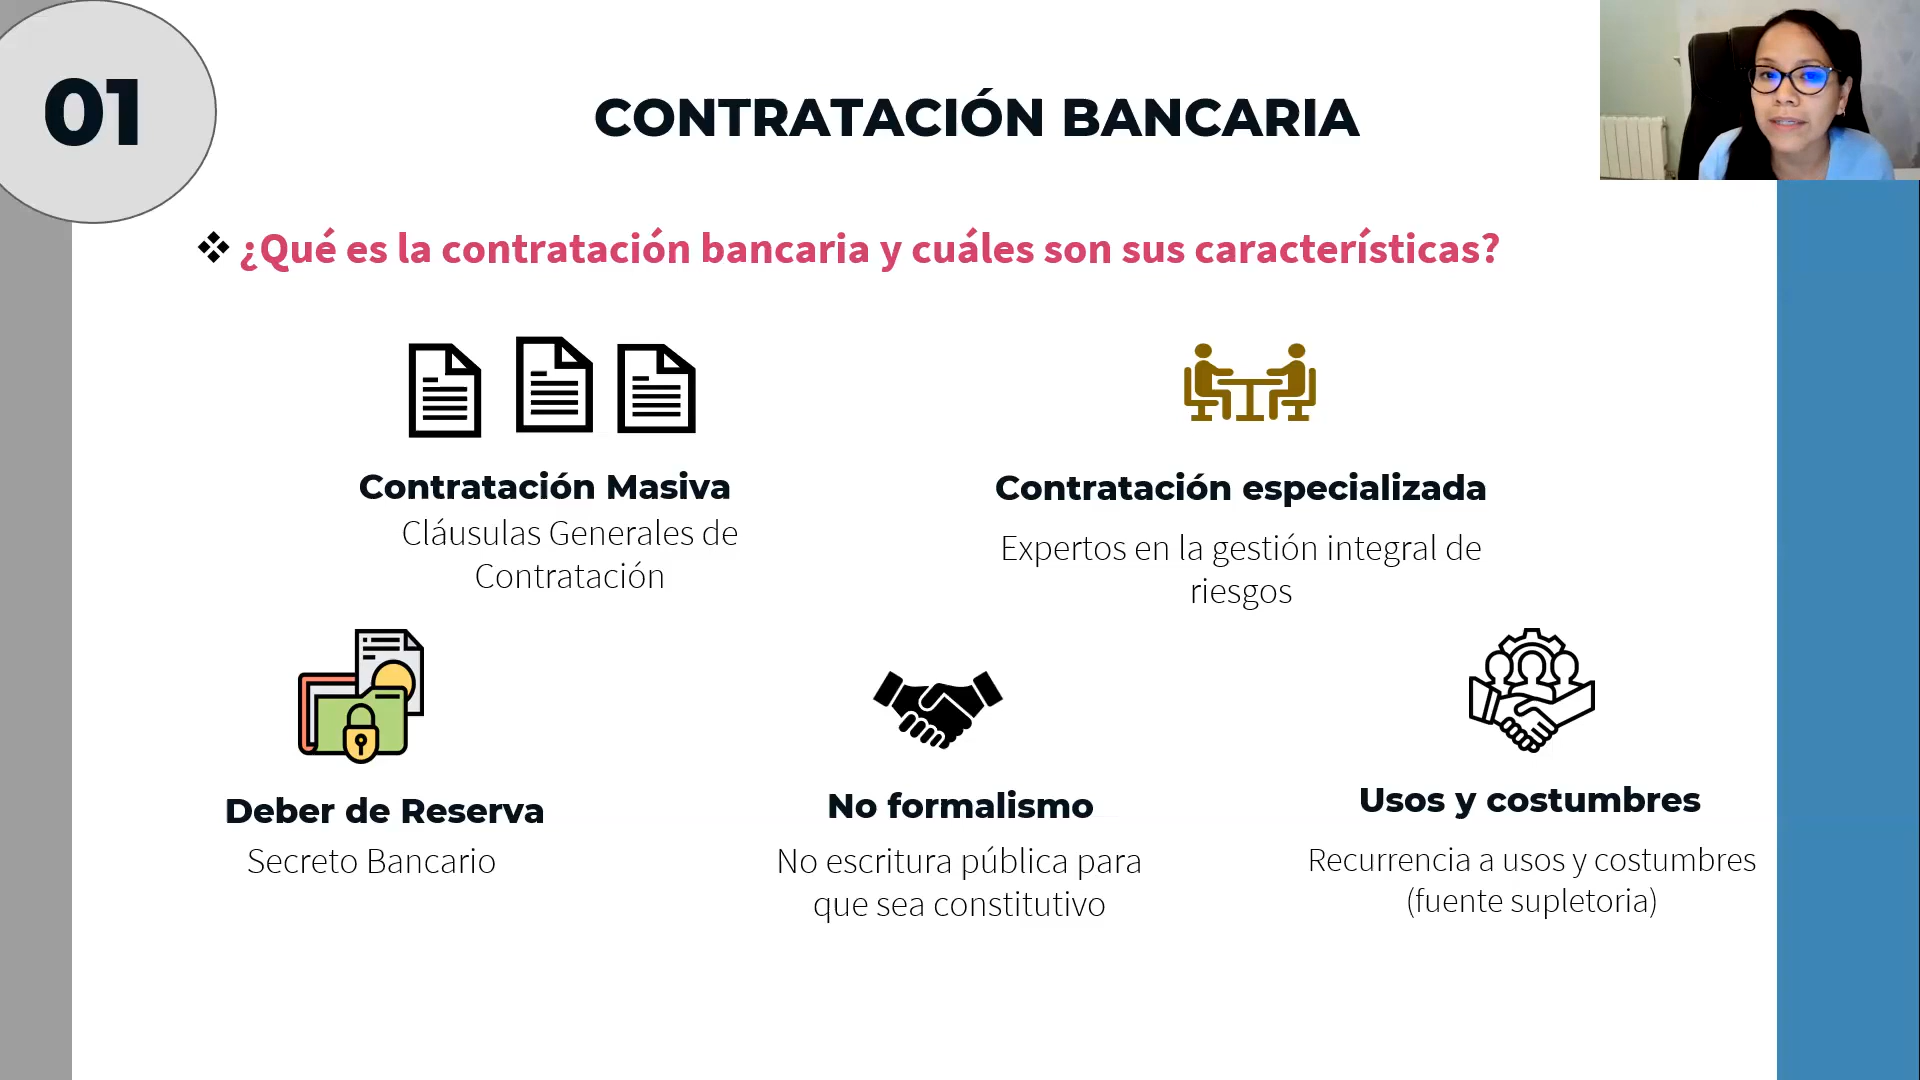 01
CONTRATACIÓN BANCARIA
¿Qué es la contratación bancaria y cuáles son sus características?
Contratación Masiva
Cláusulas Generales de
Contratación
Contratación especializada
Expertos en la gestión integral de
riesgos
Deber de Reserva
Secreto Bancario
No formalismo
No escritura pública para
que sea constitutivo
Usos y costumbres
Recurrencia a usos y costumbres
(fuente supletoria)